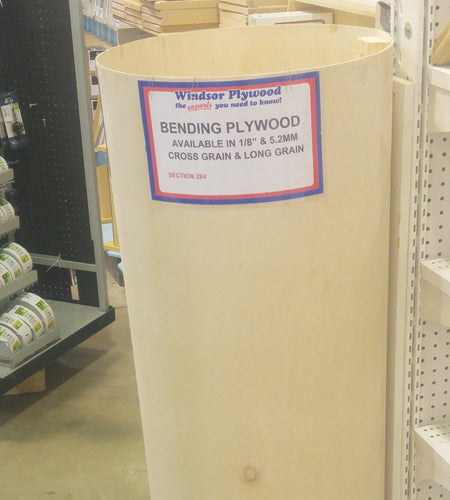 Windsor Plywood
the experts you need to know!
BENDING PLYWOOD
AVAILABLE IN 1/8" & 5.2MM
CROSS GRAIN & LONG GRAIN
SECTION 284